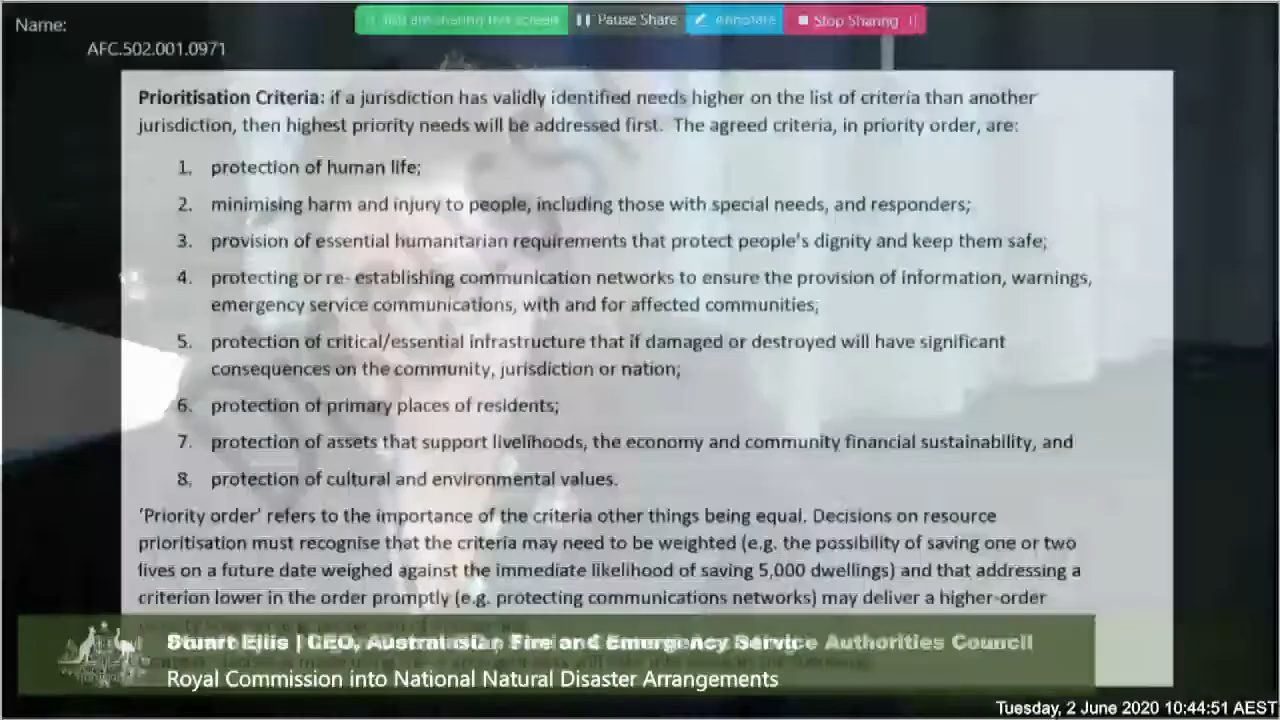 Name:
AFC.502.001.0971
You are sharing this screen
Pause Share
Annotate
Stop Sharing
Prioritisation Criteria: if a jurisdiction has validly identified needs higher on the list of criteria than another
jurisdiction, then highest priority needs will be addressed first. The agreed criteria, in priority order, are:
1. protection of human life;
2. minimising harm and injury to people, including those with special needs, and responders;
3. provision of essential humanitarian requirements that protect people's dignity and keep them safe;
4. protecting or re- establishing communication networks to ensure the provision of information, warnings,
emergency service communications, with and for affected communities;
5. protection of critical/essential infrastructure that if damaged or destroyed will have significant
consequences on the community, jurisdiction or nation;
6. protection of primary places of residents;
7. protection of assets that support livelihoods, the economy and community financial sustainability, and
8. protection of cultural and environmental values.
‘Priority order’ refers to the importance of the criteria other things being equal. Decisions on resource
prioritisation must recognise that the criteria may need to be weighted (e.g. the possibility of saving one or two
lives on a future date weighed against the immediate likelihood of saving 5,000 dwellings) and that addressing a
criterion lower in the order promptly (e.g. protecting communications networks) may deliver a higher-order
Stuart Ellis | CEO, Australasian Fire and Emergency Service Authorities Council
Royal Commission into National Natural Disaster Arrangements
Tuesday, 2 June 2020 10:44:51 AEST